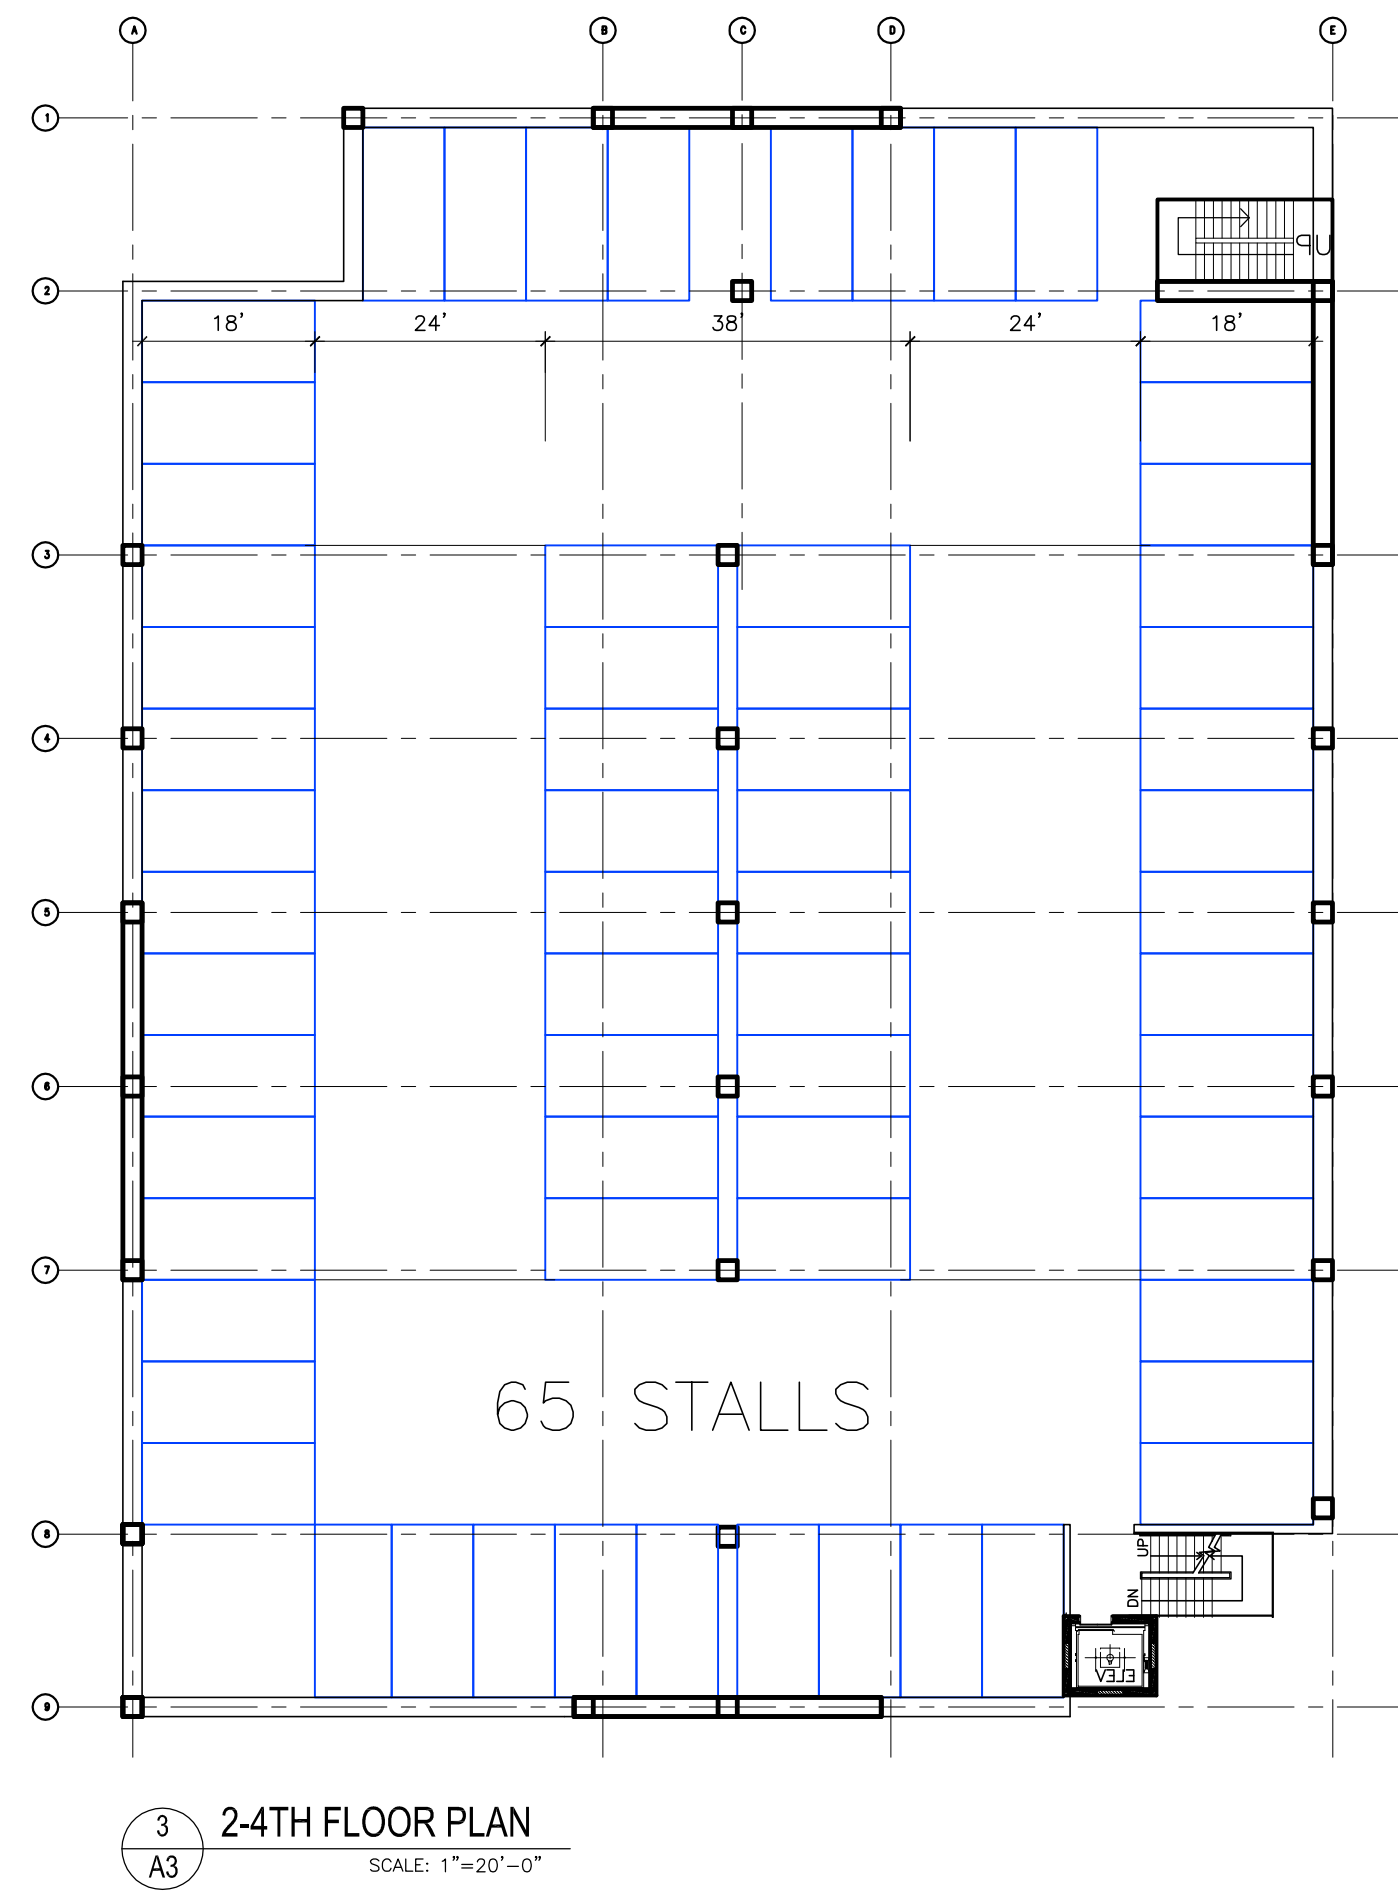 A B C D E
1
2
18' 24' 38' 24' 18'
UP
3
4
5
6
7
65 STALLS
8
UP
DN
ELEV
9
3
A3
2-4TH FLOOR PLAN
SCALE: 1"=20'-0"